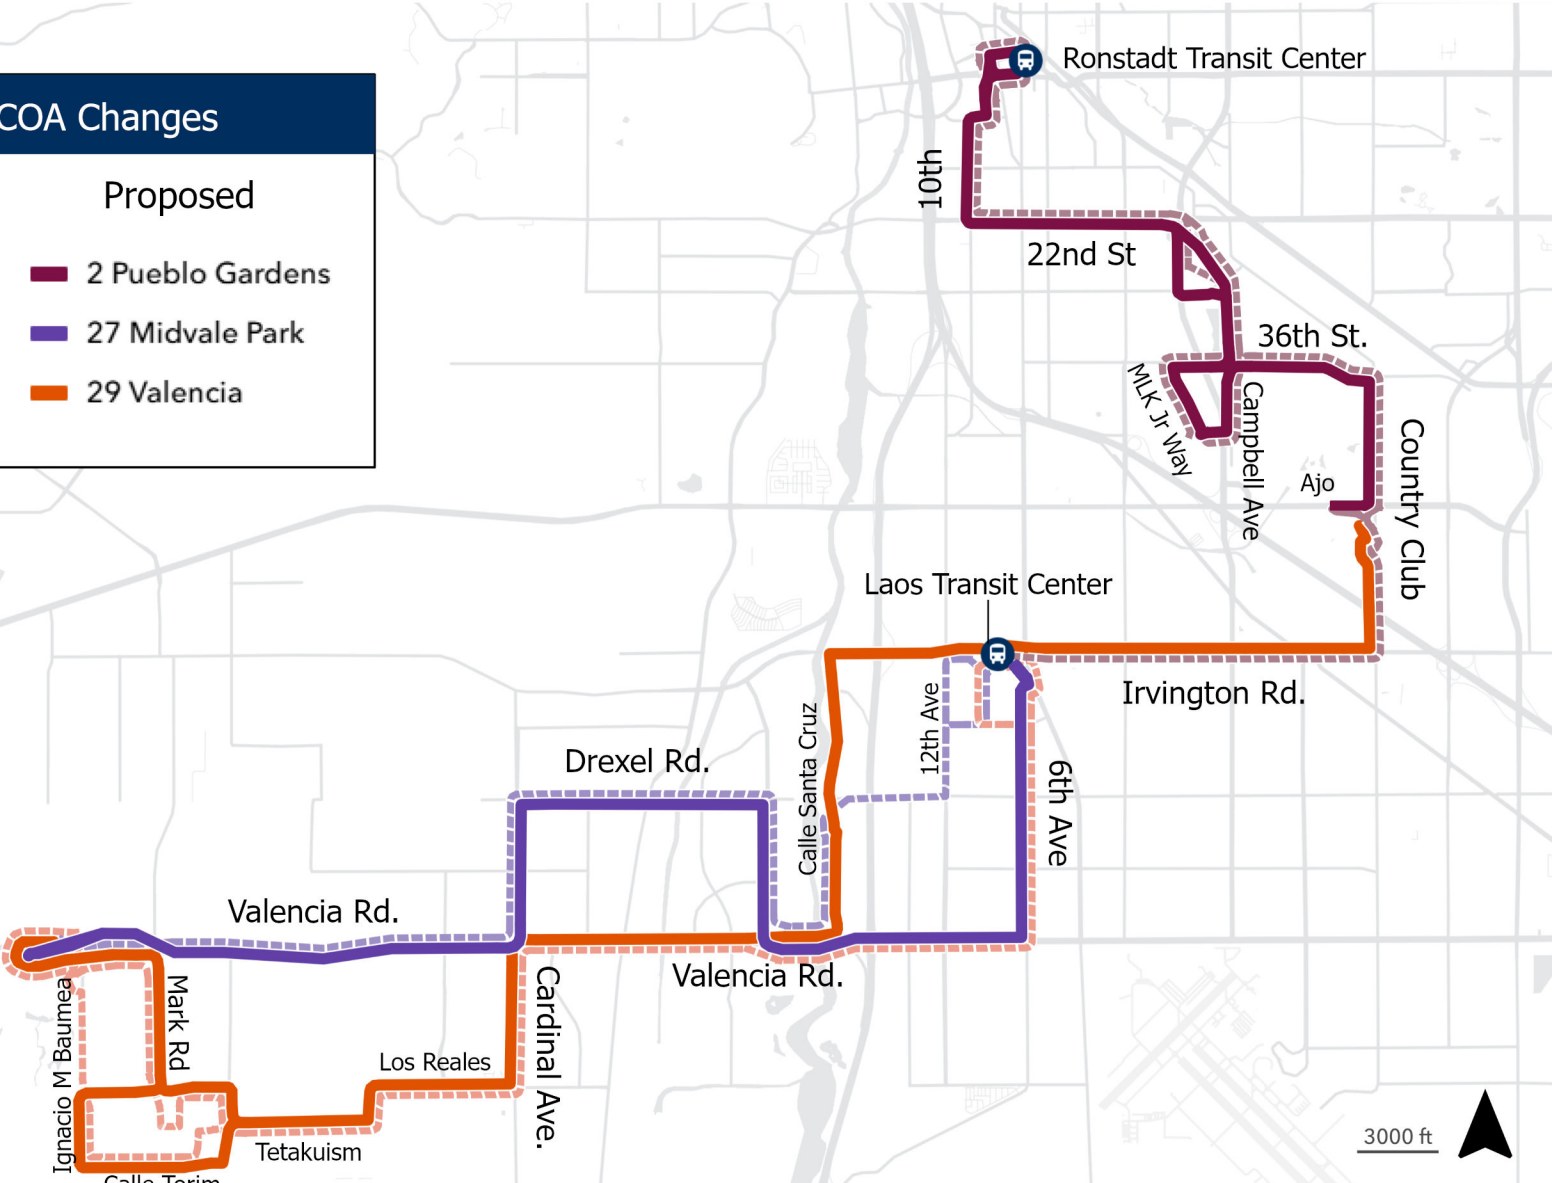 COA Changes
Proposed
2 Pueblo Gardens
27 Midvale Park
29 Valencia
Ronstadt Transit Center
10th
22nd St
36th St.
MLK Jr Way
Campbell Ave
Country Club
Ajo
Laos Transit Center
Irvington Rd.
12th Ave
Calle Santa Cruz
6th Ave
Drexel Rd.
Valencia Rd.
Valencia Rd.
Cardinal Ave.
Mark Rd
Ignacio M Baumea
Los Reales
Tetakuism
Calle Torim
3000 ft